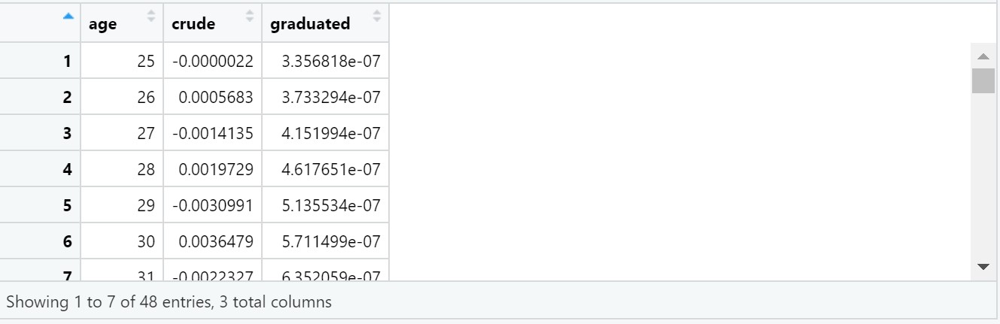 age crude graduated
1 25 -0.0000022 3.356818e-07
2 26 0.0005683 3.733294e-07
3 27 -0.0014135 4.151994e-07
4 28 0.0019729 4.617651e-07
5 29 -0.0030991 5.135534e-07
6 30 0.0036479 5.711499e-07
7 31 -0.0022327 6.352059e-07
Showing 1 to 7 of 48 entries, 3 total columns